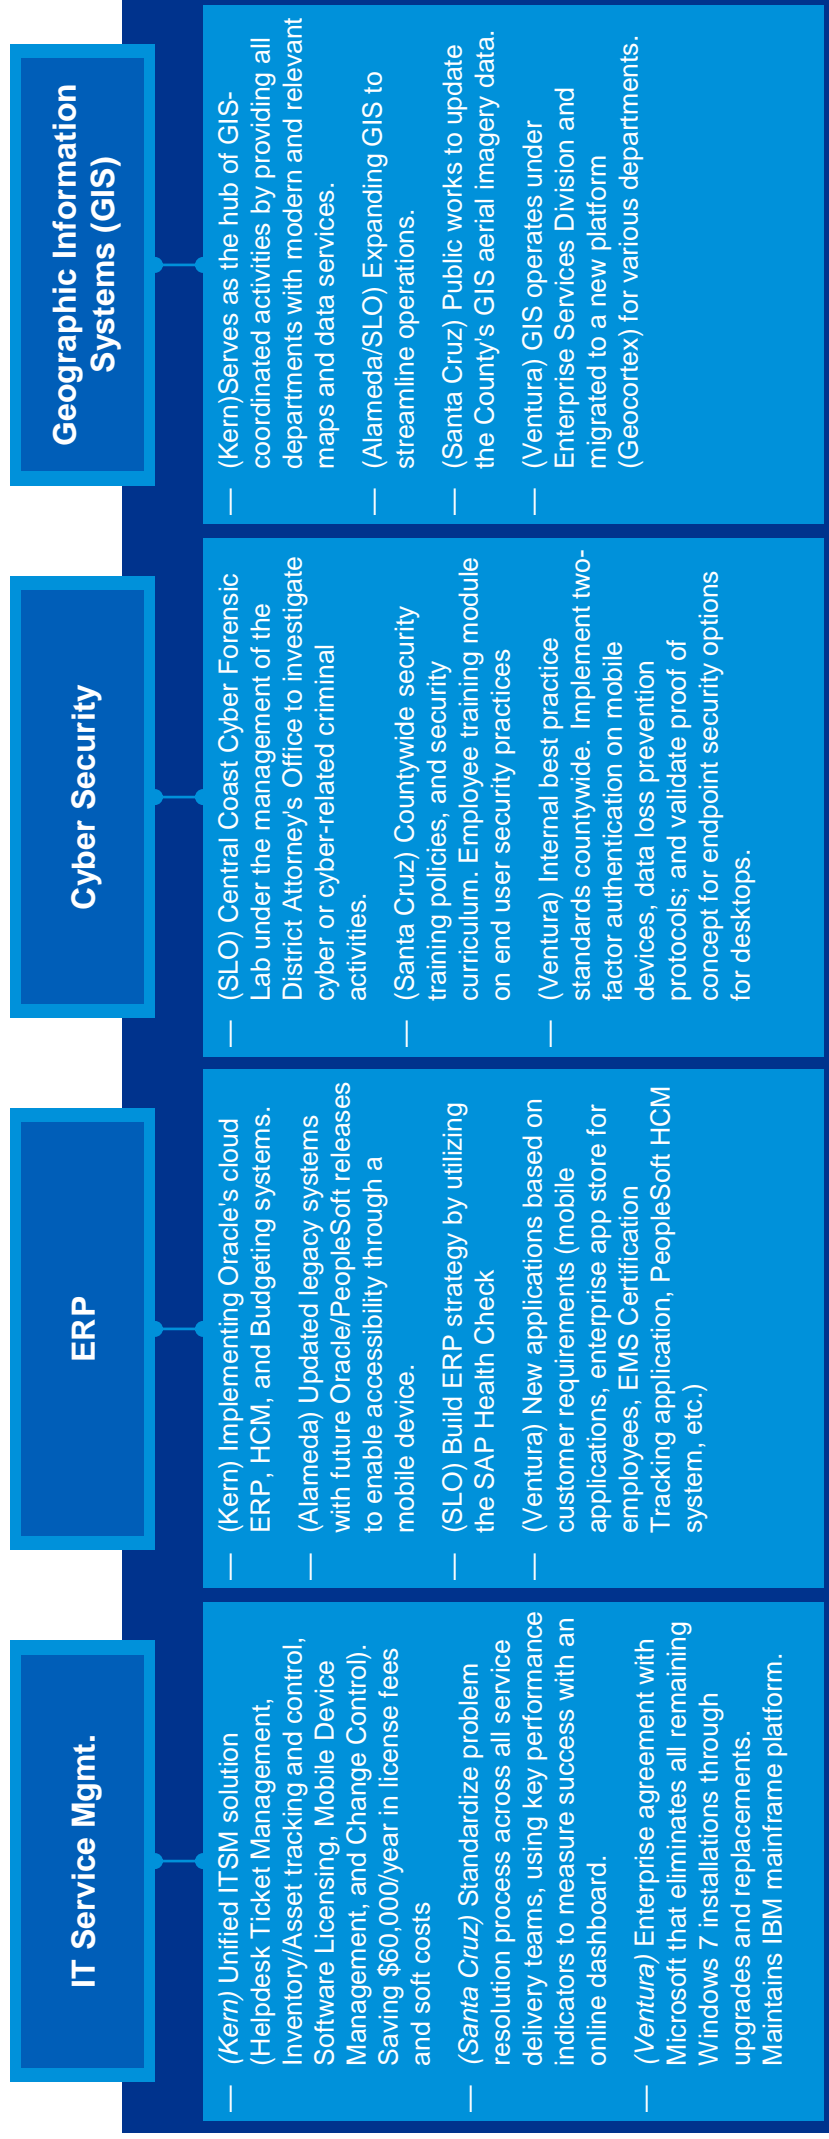 IT Service Mgmt.
— (Kern) Unified ITSM solution
(Helpdesk Ticket Management,
Inventory/Asset tracking and control,
Software Licensing, Mobile Device
Management, and Change Control).
Saving $60,000/year in license fees
and soft costs
— (Santa Cruz) Standardize problem
resolution process across all service
delivery teams, using key performance
indicators to measure success with an
online dashboard.
— (Ventura) Enterprise agreement with
Microsoft that eliminates all remaining
Windows 7 installations through
upgrades and replacements.
Maintains IBM mainframe platform.
ERP
— (Kern) Implementing Oracle's cloud
ERP, HCM, and Budgeting systems.
— (Alameda) Updated legacy systems
with future Oracle/PeopleSoft releases
to enable accessibility through a
mobile device.
— (SLO) Build ERP strategy by utilizing
the SAP Health Check
— (Ventura) New applications based on
customer requirements (mobile
applications, enterprise app store for
employees, EMS Certification
Tracking application, PeopleSoft HCM
system, etc.)
Cyber Security
— (SLO) Central Coast Cyber Forensic
Lab under the management of the
District Attorney's Office to investigate
cyber or cyber-related criminal
activities.
— (Santa Cruz) Countywide security
training policies, and security
curriculum. Employee training module
on end user security practices
— (Ventura) Internal best practice
standards countywide. Implement two-
factor authentication on mobile
devices, data loss prevention
protocols; and validate proof of
concept for endpoint security options
for desktops.
Geographic Information
Systems (GIS)
— (Kern)Serves as the hub of GIS-
coordinated activities by providing all
departments with modern and relevant
maps and data services.
— (Alameda/SLO) Expanding GIS to
streamline operations.
— (Santa Cruz) Public works to update
the County's GIS aerial imagery data.
— (Ventura) GIS operates under
Enterprise Services Division and
migrated to a new platform
(Geocortex) for various departments.